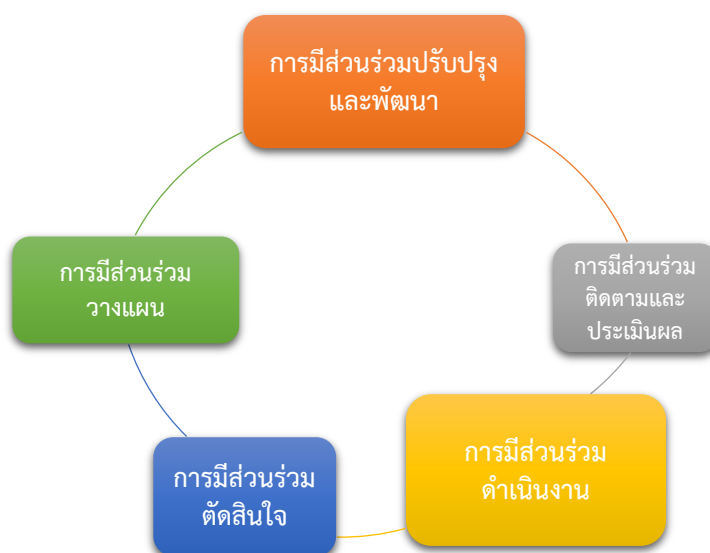 การมีส่วนร่วมปรับปรุง
และพัฒนา
การมีส่วนร่วม
วางแผน
การมีส่วนร่วม
ติดตามและ
ประเมินผล
การมีส่วนร่วม
ตัดสินใจ
การมีส่วนร่วม
ดำเนินงาน